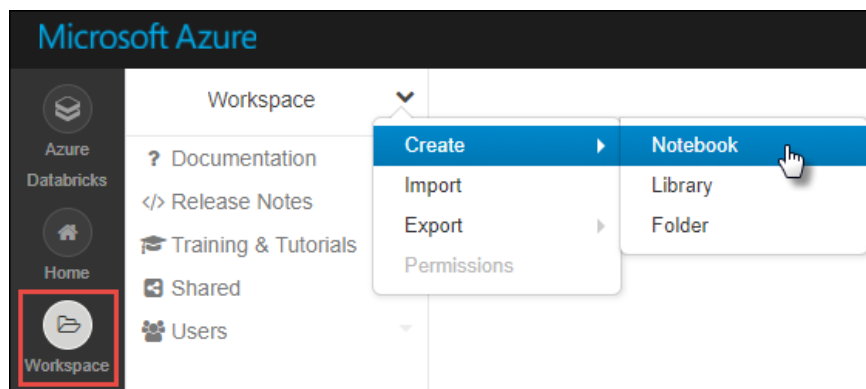 Microsoft Azure
Azure
Databricks
Home
Workspace
Workspace
? Documentation
</> Release Notes
Training & Tutorials
Shared
Users
Create
Import
Export
Permissions
Notebook
Library
Folder